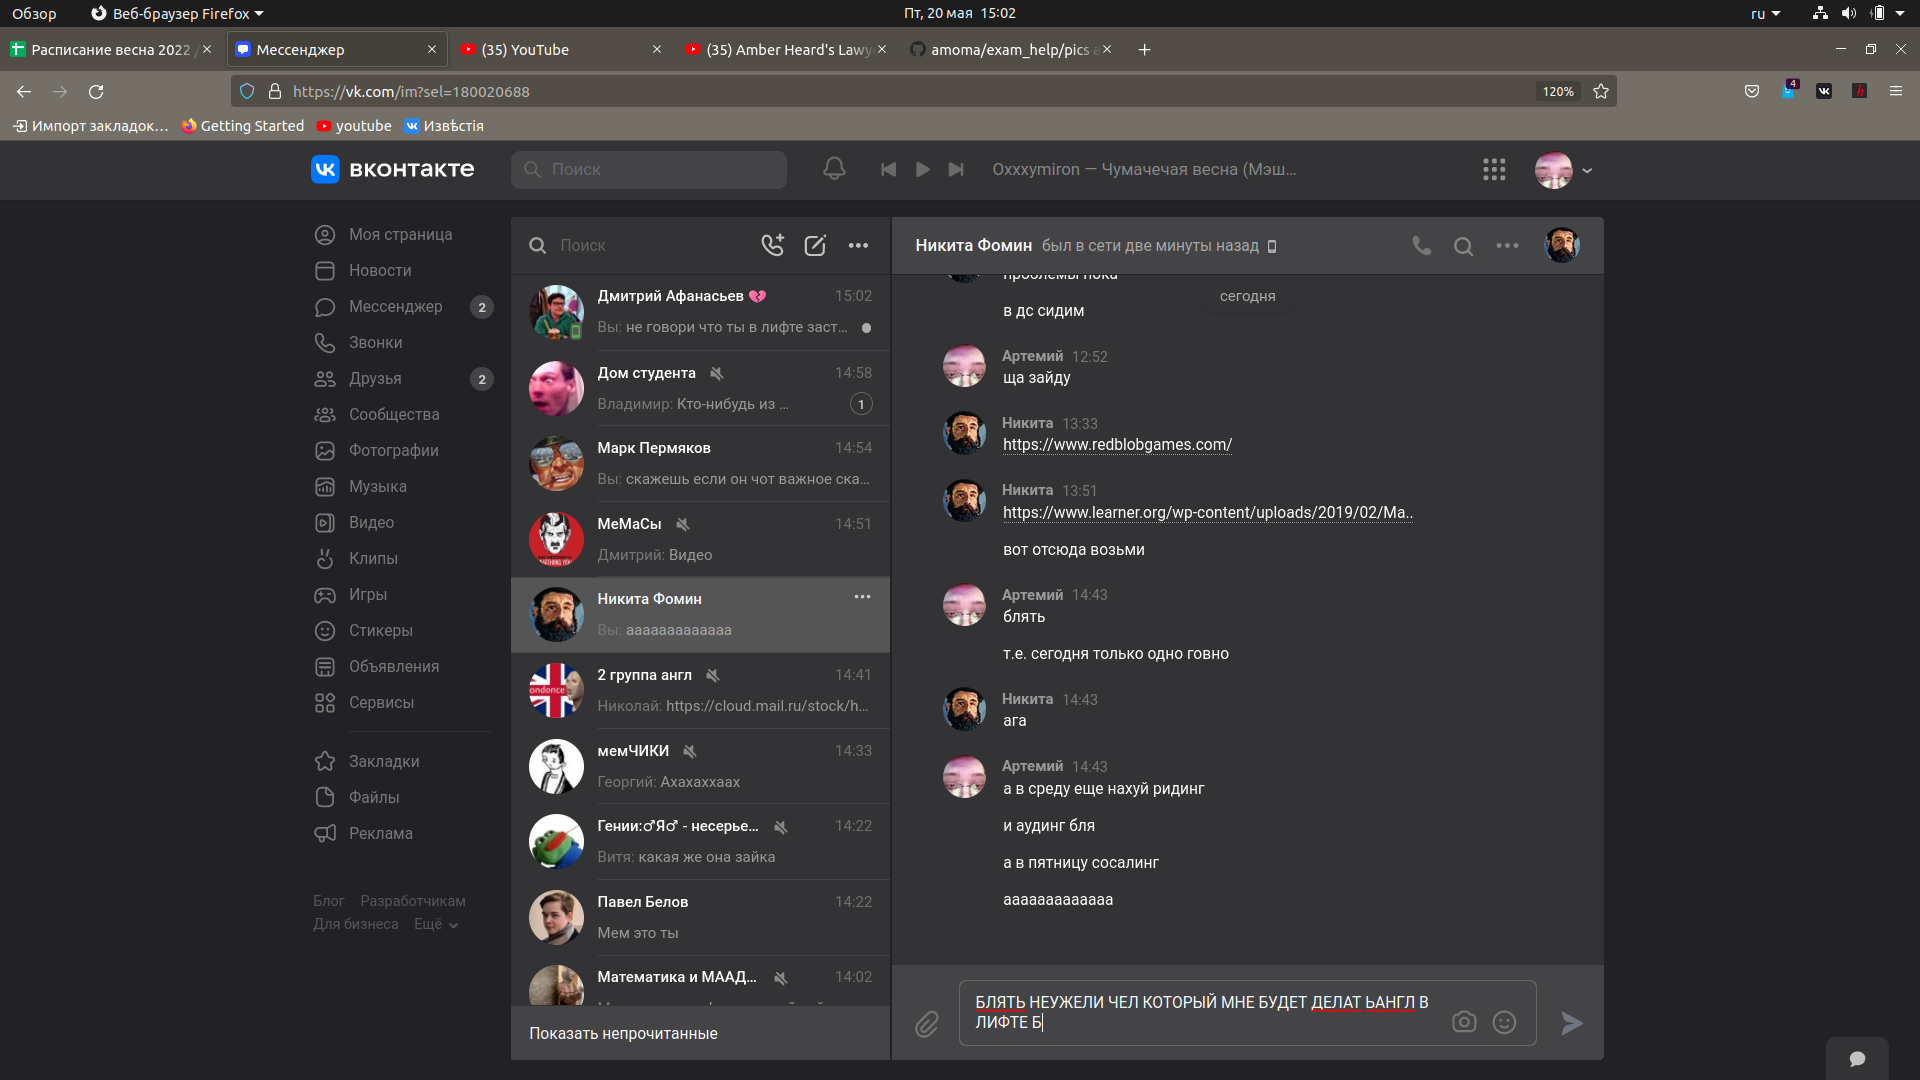 Обзор
Веб-браузер Firefox
Пт, 20 мая 15:02
ru
Расписание весна 2022
Мессенджер
(35) YouTube
(35) Amber Heard's Lawy
amoma/exam_help/pics a
https://vk.com/im?sel=180020688
120%
4
Импорт закладок…
Getting Started
youtube
Извѣстія
вконтакте
Поиск
Oxxxymiron — Чумачечая весна (Мэш...
Моя страница
Новости
Мессенджер 2
Звонки
Друзья 2
Сообщества
Фотографии
Музыка
Видео
Клипы
Игры
Стикеры
Объявления
Сервисы
Закладки
Файлы
Реклама
Блог Разработчикам
Для бизнеса Ещё
Поиск
Дмитрий Афанасьев 💔 15:02
Вы: не говори что ты в лифте заст...
Дом студента 14:58
Владимир: Кто-нибудь из ... 1
Марк Пермяков 14:54
Вы: скажешь если он чот важное ска...
МеМаСы 14:51
Дмитрий: Видео
Никита Фомин
Вы: ааааааааааааа
2 группа англ 14:41
Николай: https://cloud.mail.ru/stock/h...
мемЧИКИ 14:33
Георгий: Ахахаххаах
Гении:♂Я♂ - несерье... 14:22
Витя: какая же она зайка
Павел Белов 14:22
Мем это ты
Математика и МААД... 14:02
Показать непрочитанные
Никита Фомин был в сети две минуты назад
проблемы пока
сегодня
в дс сидим
Артемий 12:52
ща зайду
Никита 13:33
https://www.redblobgames.com/
Никита 13:51
https://www.learner.org/wp-content/uploads/2019/02/Ma..
вот отсюда возьми
Артемий 14:43
блять
т.е. сегодня только одно говно
Никита 14:43
ага
Артемий 14:43
а в среду еще нахуй ридинг
и аудинг бля
а в пятницу сосалинг
ааааааааааааа
БЛЯТЬ НЕУЖЕЛИ ЧЕЛ КОТОРЫЙ МНЕ БУДЕТ ДЕЛАТ ЬАНГЛ В
ЛИФТЕ Б